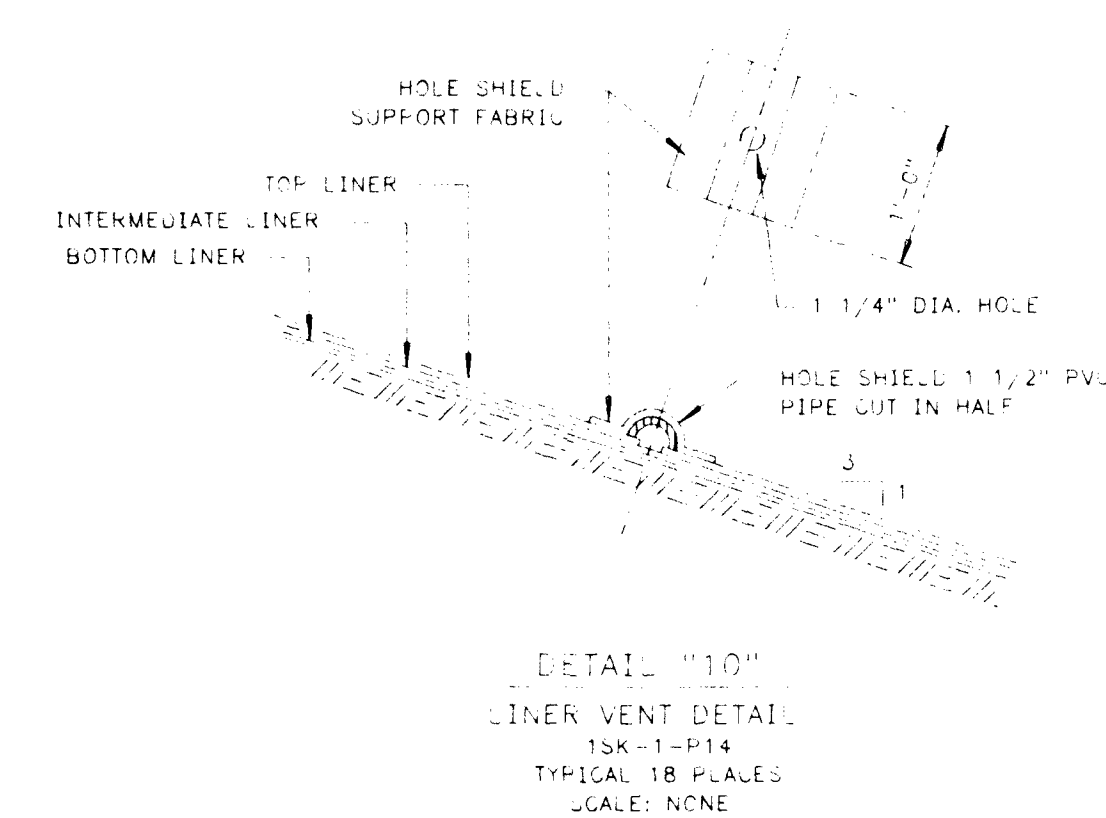 HOLE SHIELD
SUPPORT FABRIC
TOP LINER
INTERMEDIATE LINER
BOTTOM LINER
1'-0"
1 1/4" DIA. HOLE
HOLE SHIELD 1 1/2" PVC
PIPE CUT IN HALF
3
1
DETAIL "10"
LINER VENT DETAIL
1SK-1-P14
TYPICAL 18 PLACES
SCALE: NONE